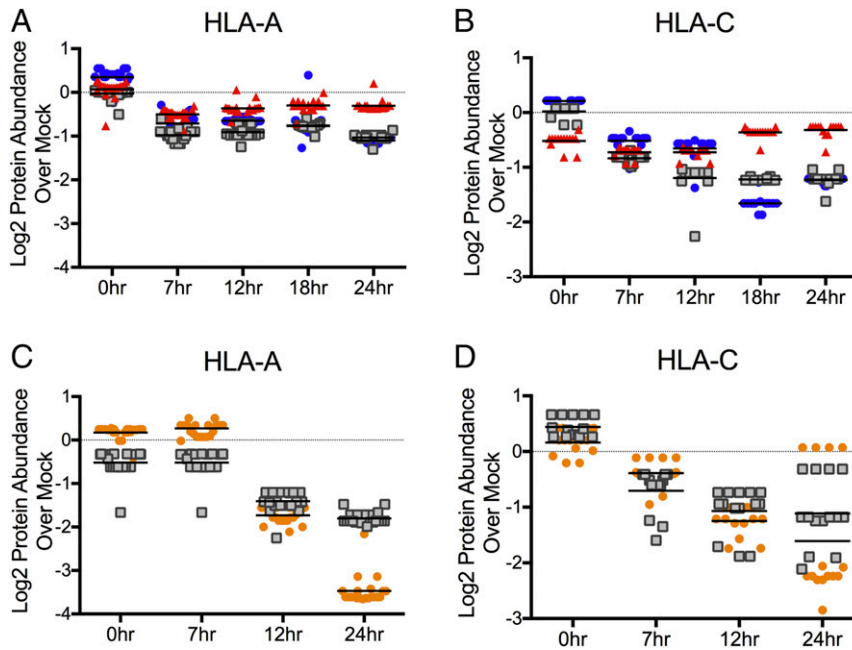 A
HLA-A
Log2 Protein Abundance
Over Mock
1
0
-1
-2
-3
-4
0hr 7hr 12hr 18hr 24hr
B
HLA-C
Log2 Protein Abundance
Over Mock
1
0
-1
-2
-3
0hr 7hr 12hr 18hr 24hr
C
HLA-A
Log2 Protein Abundance
Over Mock
1
0
-1
-2
-3
-4
0hr 7hr 12hr 24hr
D
HLA-C
Log2 Protein Abundance
Over Mock
1
0
-1
-2
-3
0hr 7hr 12hr 24hr